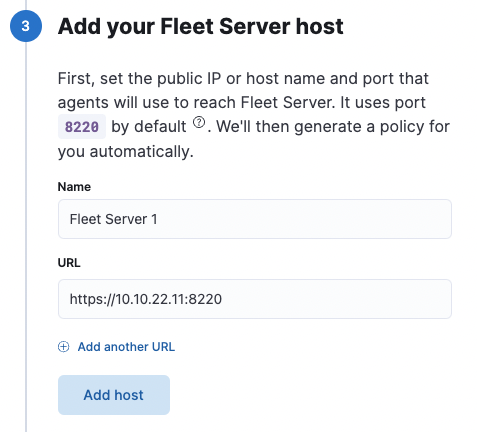 3 Add your Fleet Server host
First, set the public IP or host name and port that
agents will use to reach Fleet Server. It uses port
8220 by default ?. We'll then generate a policy for
you automatically.
Name
Fleet Server 1
URL
https://10.10.22.11:8220
Add another URL
Add host